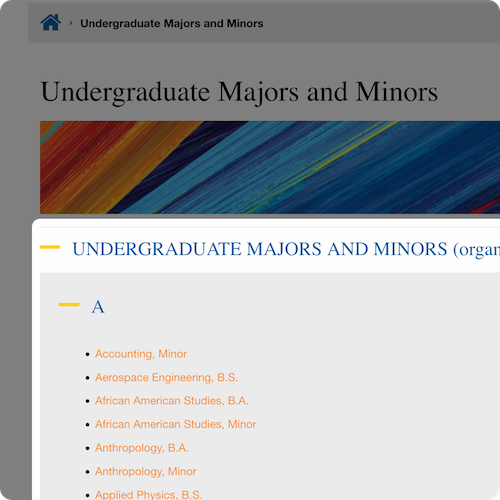 Undergraduate Majors and Minors
Undergraduate Majors and Minors
UNDERGRADUATE MAJORS AND MINORS (organ
A
Accounting, Minor
Aerospace Engineering, B.S.
African American Studies, B.A.
African American Studies, Minor
Anthropology, B.A.
Anthropology, Minor
Applied Physics, B.S.